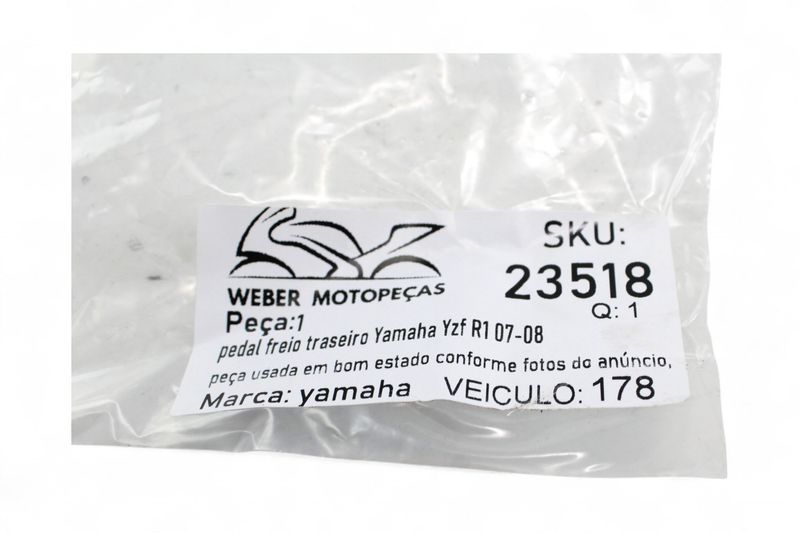 WEBER MOTOPEÇAS
SKU:
23518
Q: 1
Peça:1
pedal freio traseiro Yamaha Yzf R1 07-08
peça usada em bom estado conforme fotos do anúncio,
Marca: yamaha VEICULO: 178